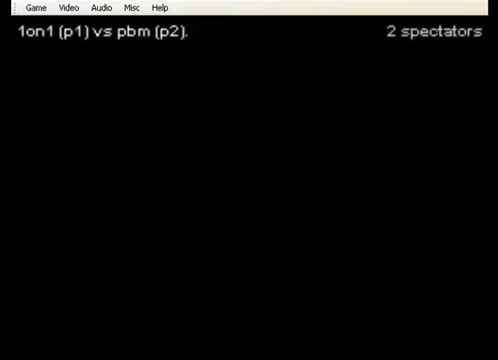 Game Video Audio Misc Help
1on1 (p1) vs pbm (p2). 2 spectators